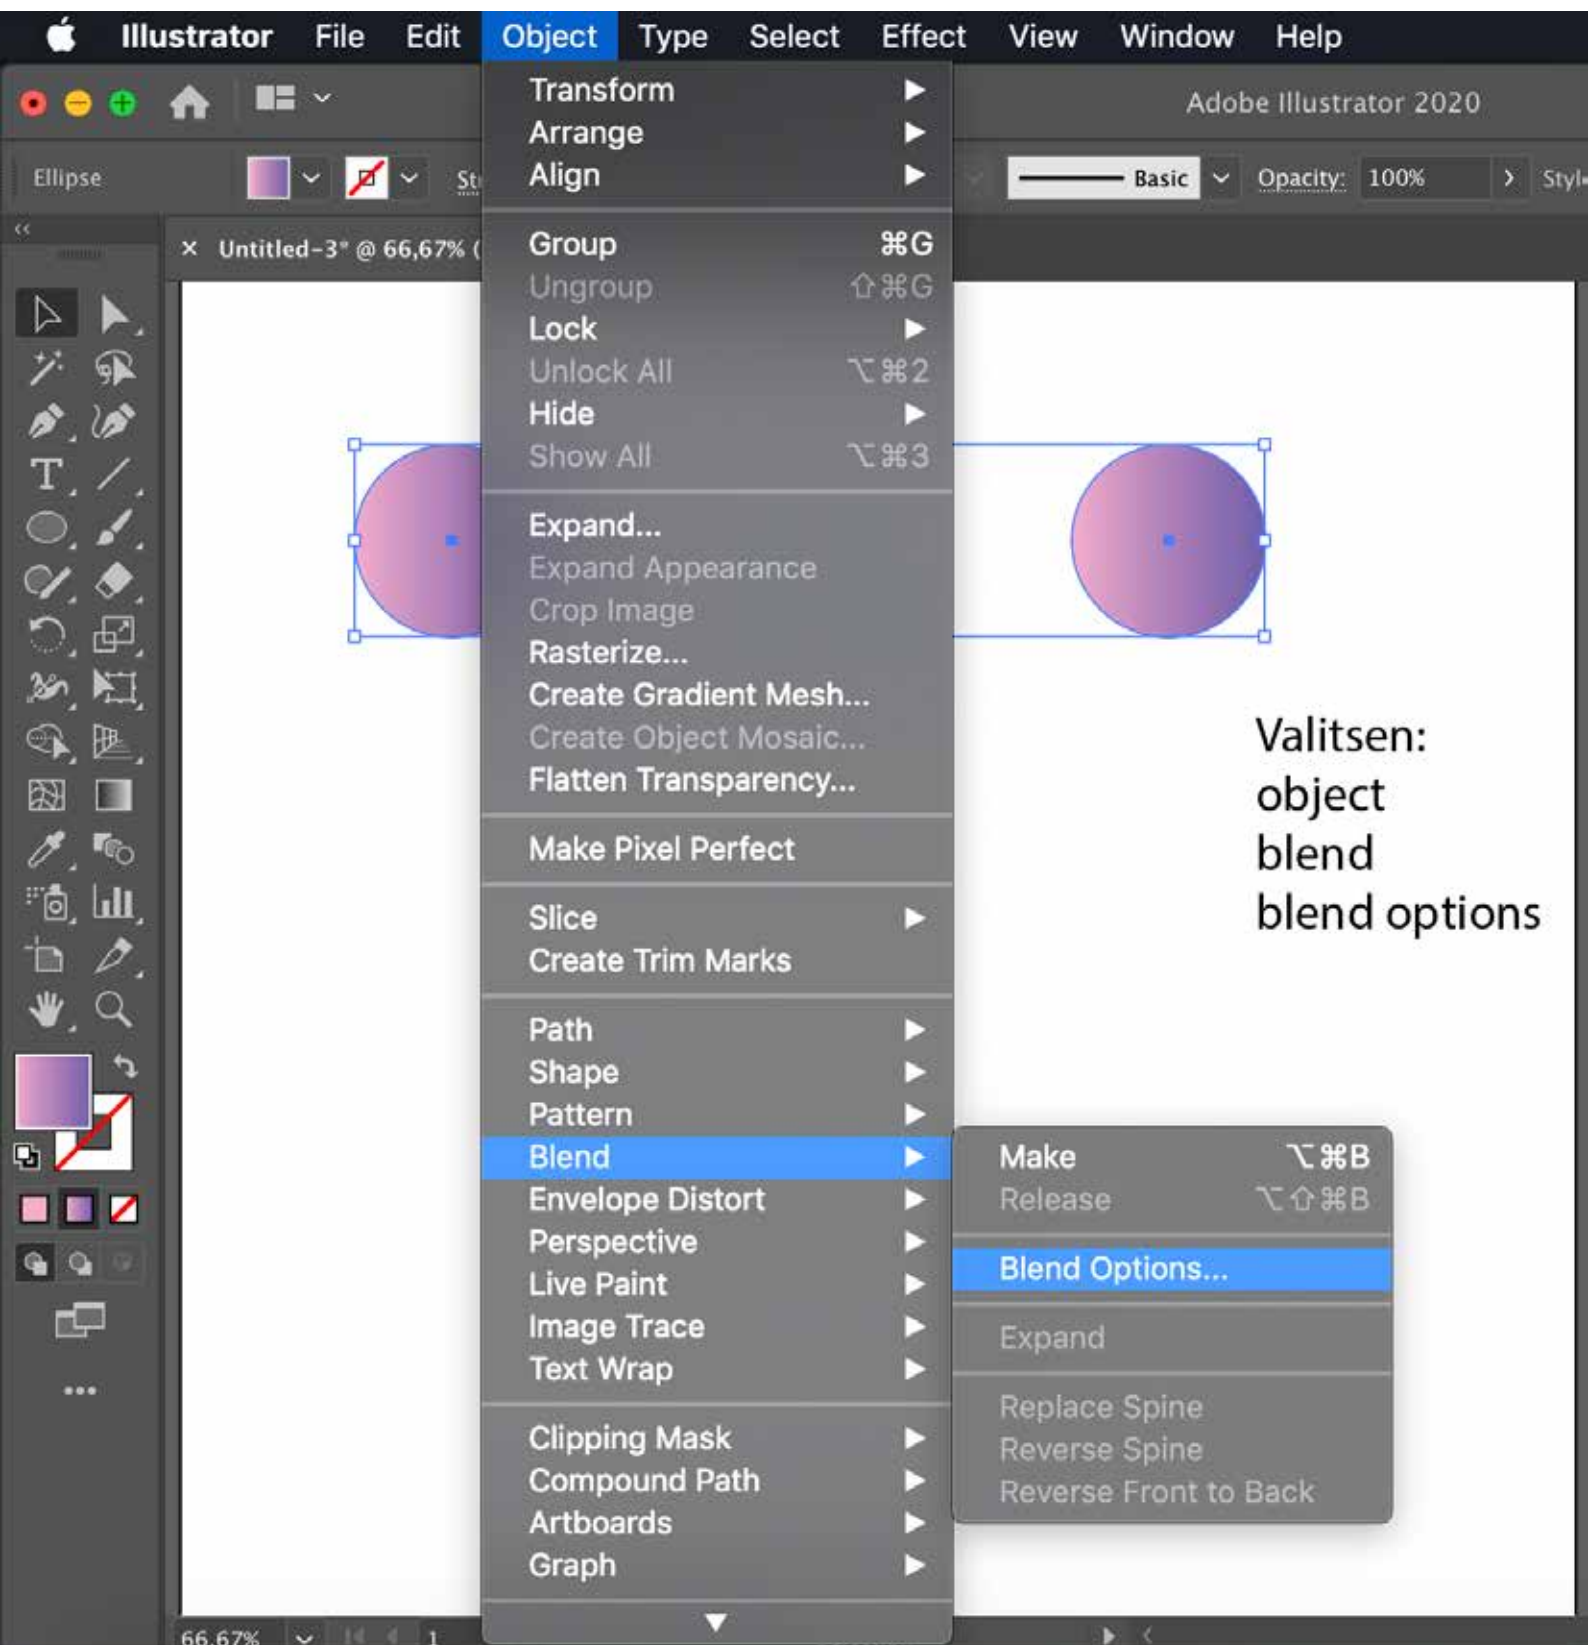 Illustrator File Edit Object Type Select Effect View Window Help
Adobe Illustrator 2020
Ellipse
Basic
Opacity: 100%
× Untitled-3* @ 66,67% (
Transform
Arrange
Align
Group ⌘G
Ungroup ⇧⌘G
Lock
Unlock All ⌥⌘2
Hide
Show All ⌥⌘3
Expand...
Expand Appearance
Crop Image
Rasterize...
Create Gradient Mesh...
Create Object Mosaic...
Flatten Transparency...
Make Pixel Perfect
Slice
Create Trim Marks
Path
Shape
Pattern
Blend
Envelope Distort
Perspective
Live Paint
Image Trace
Text Wrap
Clipping Mask
Compound Path
Artboards
Graph
Make ⌥⌘B
Release ⌥⇧⌘B
Blend Options...
Expand
Replace Spine
Reverse Spine
Reverse Front to Back
Valitsen:
object
blend
blend options
66,67% 1